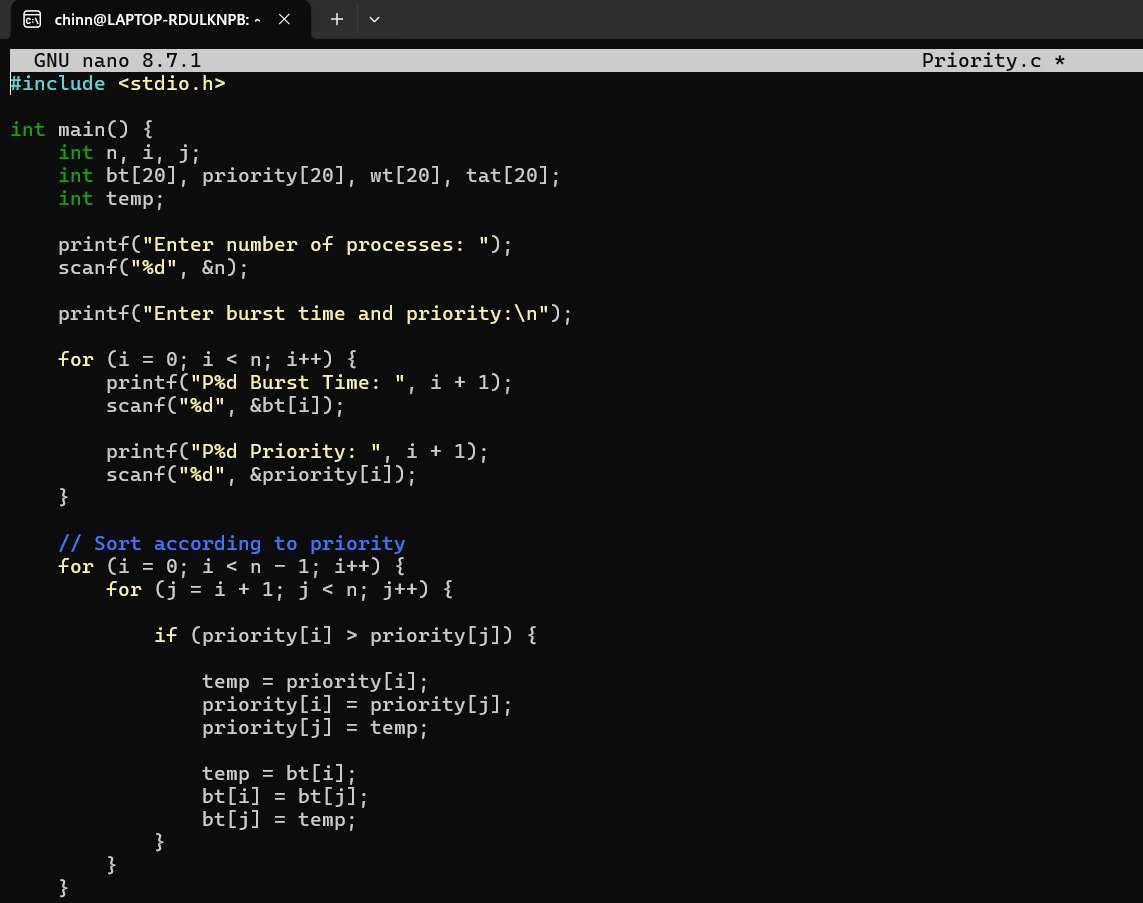 chinn@LAPTOP-RDULKNPB: ~
GNU nano 8.7.1 Priority.c *
#include <stdio.h>
int main() {
    int n, i, j;
    int bt[20], priority[20], wt[20], tat[20];
    int temp;
    printf("Enter number of processes: ");
    scanf("%d", &n);
    printf("Enter burst time and priority:\n");
    for (i = 0; i < n; i++) {
        printf("P%d Burst Time: ", i + 1);
        scanf("%d", &bt[i]);
        printf("P%d Priority: ", i + 1);
        scanf("%d", &priority[i]);
    }
    // Sort according to priority
    for (i = 0; i < n - 1; i++) {
        for (j = i + 1; j < n; j++) {
            if (priority[i] > priority[j]) {
                temp = priority[i];
                priority[i] = priority[j];
                priority[j] = temp;
                temp = bt[i];
                bt[i] = bt[j];
                bt[j] = temp;
            }
        }
    }